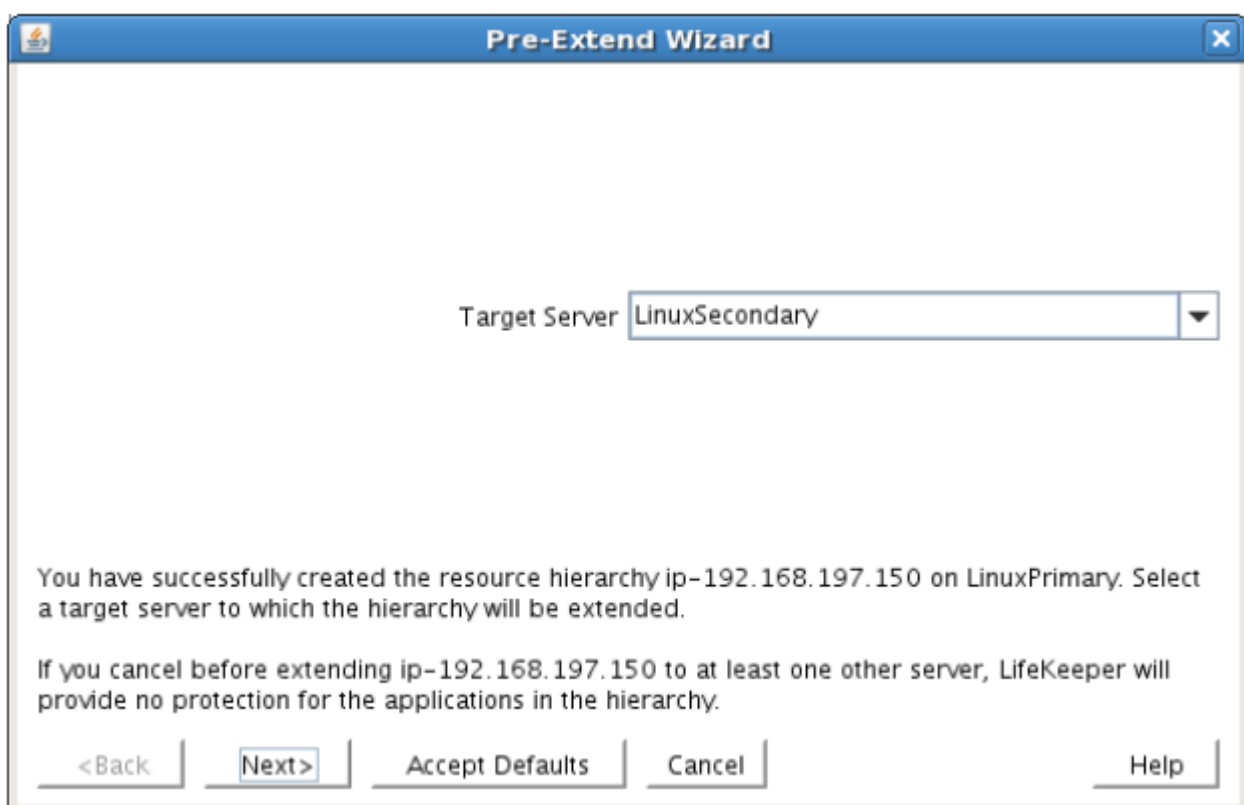 Pre-Extend Wizard
Target Server LinuxSecondary
You have successfully created the resource hierarchy ip-192.168.197.150 on LinuxPrimary. Select
a target server to which the hierarchy will be extended.
If you cancel before extending ip-192.168.197.150 to at least one other server, LifeKeeper will
provide no protection for the applications in the hierarchy.
<Back Next> Accept Defaults Cancel Help